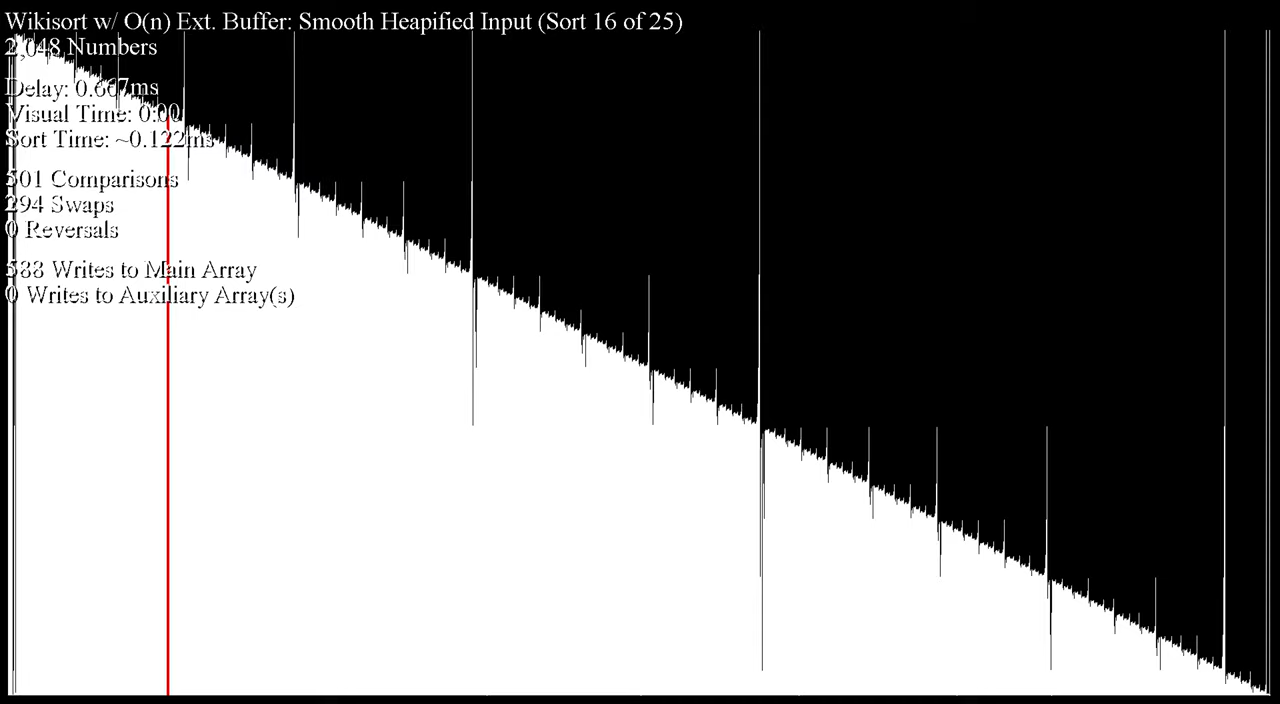 Wikisort w/ O(n) Ext. Buffer: Smooth Heapified Input (Sort 16 of 25)
2,048 Numbers
Delay: 0.667ms
Visual Time: 0:00
Sort Time: ~0.122ms
501 Comparisons
294 Swaps
0 Reversals
588 Writes to Main Array
0 Writes to Auxiliary Array(s)